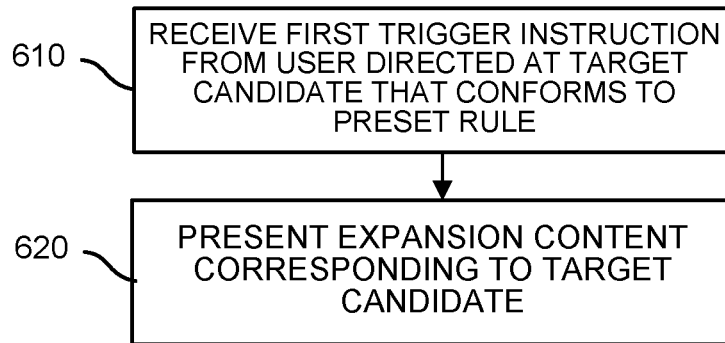 610
RECEIVE FIRST TRIGGER INSTRUCTION
FROM USER DIRECTED AT TARGET
CANDIDATE THAT CONFORMS TO
PRESET RULE
620
PRESENT EXPANSION CONTENT
CORRESPONDING TO TARGET
CANDIDATE